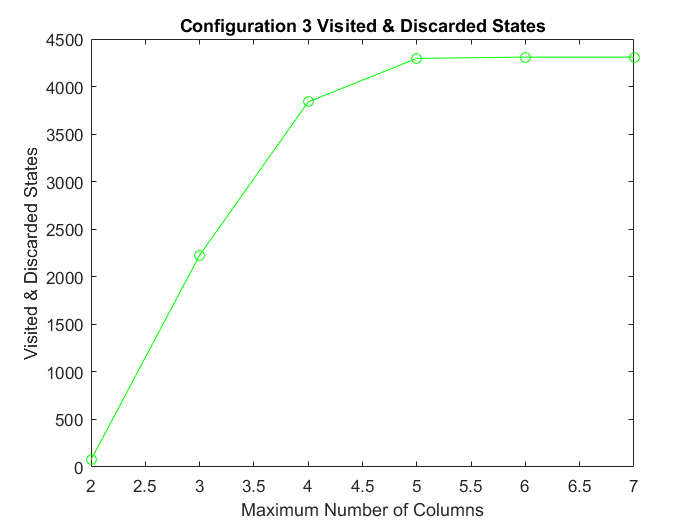 Configuration 3 Visited & Discarded States
4500
4000
3500
3000
2500
2000
1500
1000
500
0
Visited & Discarded States
2 2.5 3 3.5 4 4.5 5 5.5 6 6.5 7
Maximum Number of Columns